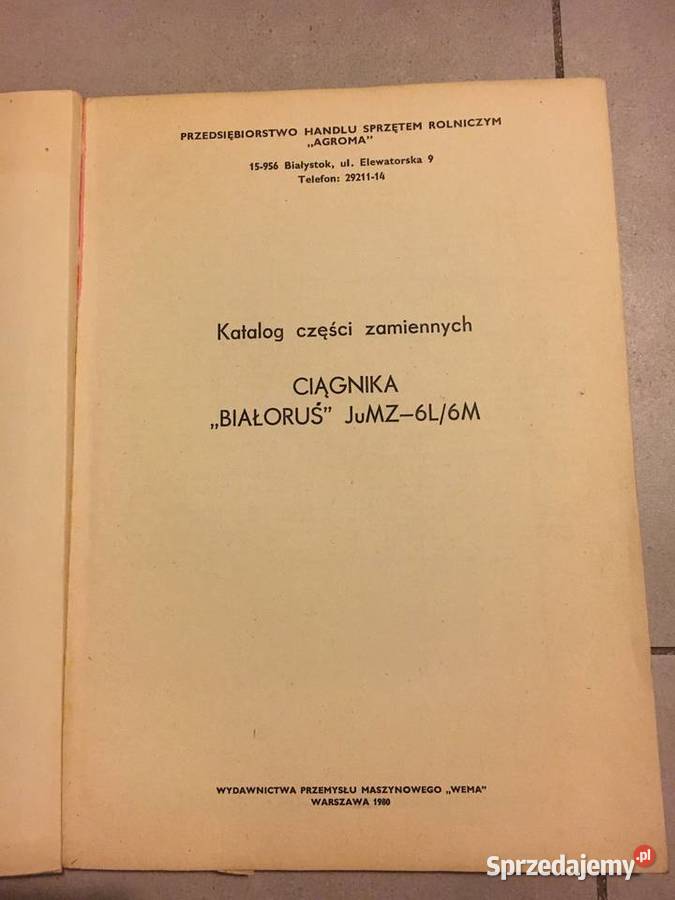 PRZEDSIĘBIORSTWO HANDLU SPRZĘTEM ROLNICZYM
„AGROMA"
15-956 Białystok, ul. Elewatorska 9
Telefon: 29211-14
Katalog części zamiennych
CIĄGNIKA
„BIAŁORUŚ" JuMZ—6L/6M
WYDAWNICTWA PRZEMYSŁU MASZYNOWEGO „WEMA"
WARSZAWA 1980
Sprzedajemy.pl